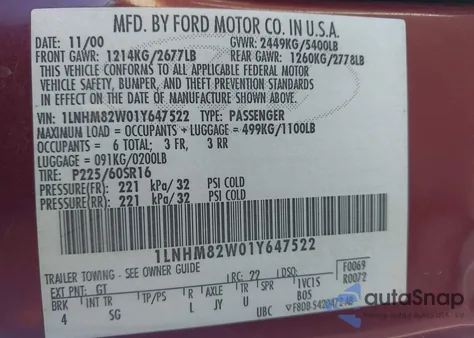 MFD. BY FORD MOTOR CO. IN U.S.A.
DATE: 11/00 GVWR: 2449KG/5400LB
FRONT GAWR: 1214KG/2677LB REAR GAWR: 1260KG/2778LB
THIS VEHICLE CONFORMS TO ALL APPLICABLE FEDERAL MOTOR
VEHICLE SAFETY, BUMPER, AND THEFT PREVENTION STANDARDS
IN EFFECT ON THE DATE OF MANUFACTURE SHOWN ABOVE.
VIN: 1LNHM82W01Y647522 TYPE: PASSENGER
MAXIMUM LOAD = OCCUPANTS + LUGGAGE = 499KG/1100LB
OCCUPANTS = 6 TOTAL; 3 FR, 3 RR
LUGGAGE = 091KG/0200LB
TIRE: P225/60SR16
PRESSURE(FR) = 221 kPa/ 32 PSI COLD
PRESSURE(RR) = 221 kPa/ 32 PSI COLD
1LNHM82W01Y647522
TRAILER TOWING - SEE OWNER GUIDE F0069
EXT PNT: GT RC: 22 DSO: R0072
BRK INT TR TP/PS R AXLE TR SPR 1VC1S
4 SG L JY U UBC B05
autaSnap